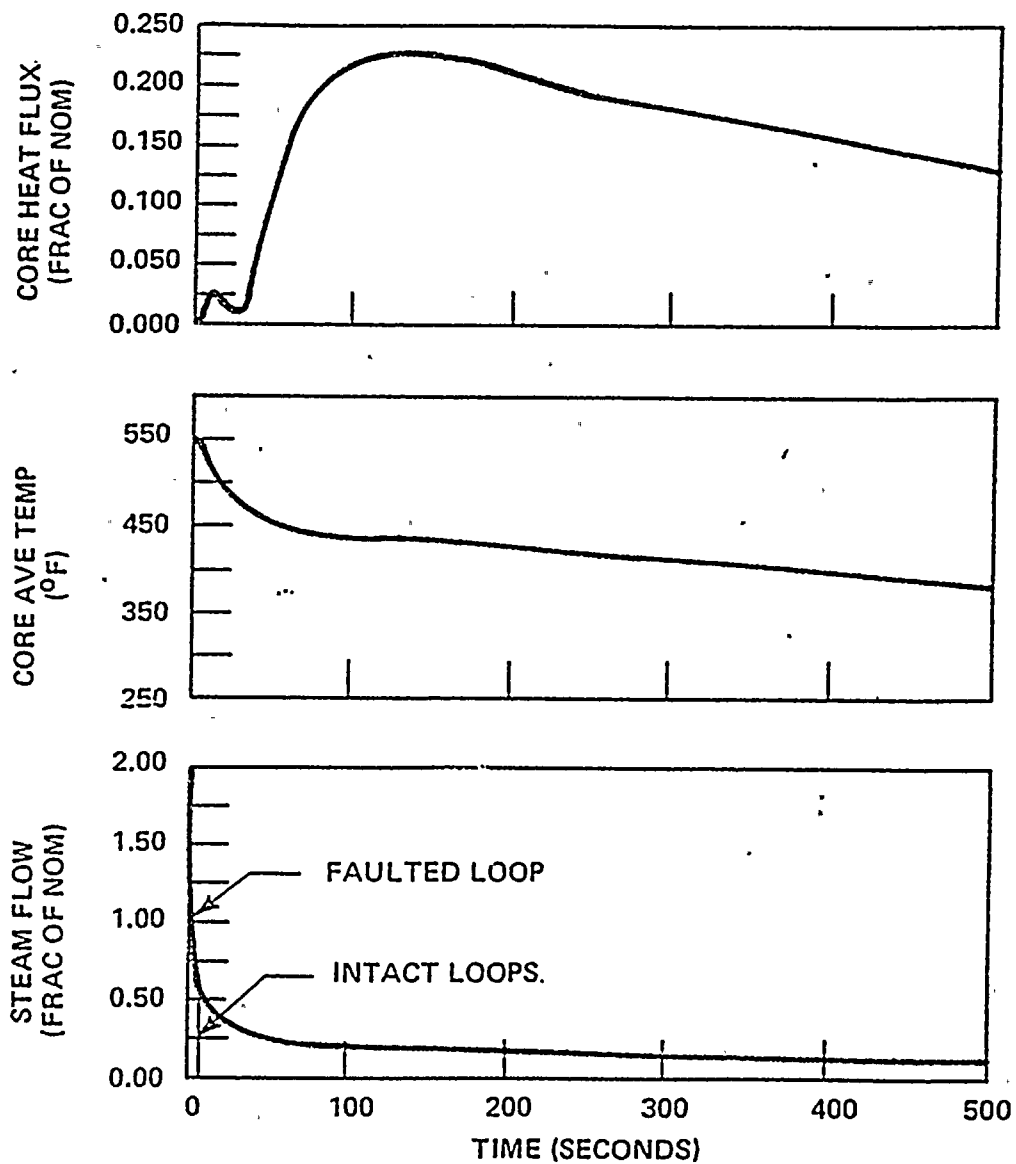 0.250
0.200
0.150
0.100
0.050
0.000
CORE HEAT FLUX.
(FRAC OF NOM)
550
450
350
250
CORE AVE TEMP
(°F)
2.00
1.50
1.00
0.50
0.00
STEAM FLOW
(FRAC OF NOM)
FAULTED LOOP
INTACT LOOPS.
0 100 200 300 400 500
TIME (SECONDS)